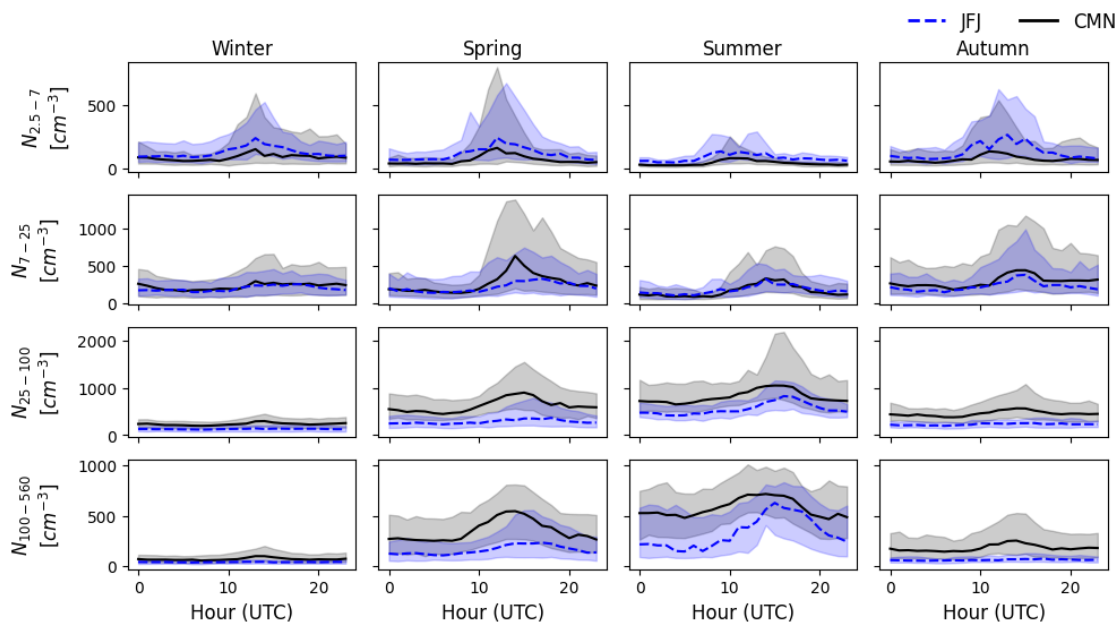 JFJ CMN
Winter Spring Summer Autumn
N2.5−7
[cm−3]
500
0
N7−25
[cm−3]
1000
500
0
N25−100
[cm−3]
2000
1000
0
N100−560
[cm−3]
1000
500
0
0 10 20 0 10 20 0 10 20 0 10 20
Hour (UTC) Hour (UTC) Hour (UTC) Hour (UTC)